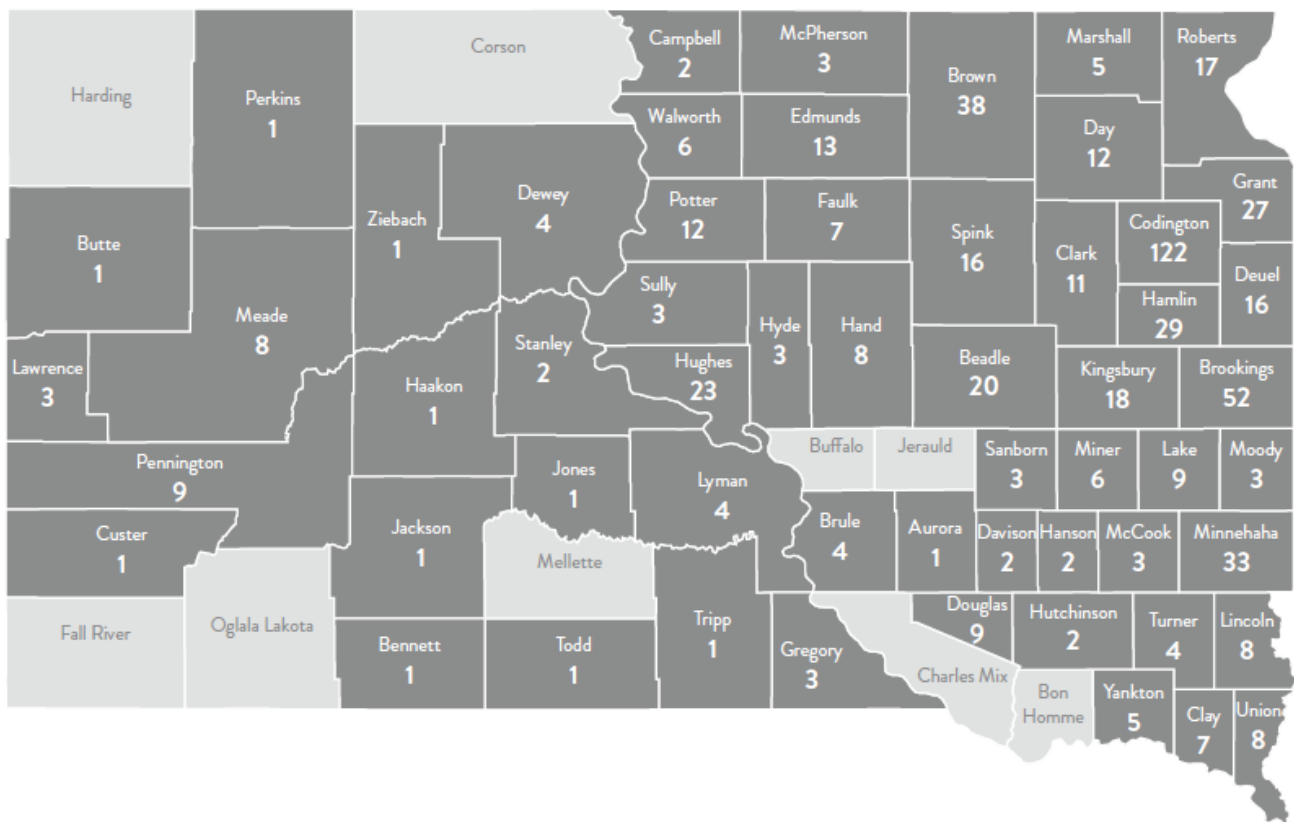 Harding
Perkins
1
Corson
Campbell
2
McPherson
3
Brown
38
Marshall
5
Roberts
17
Walworth
6
Edmunds
13
Day
12
Butte
1
Ziebach
1
Dewey
4
Potter
12
Faulk
7
Spink
16
Clark
11
Codington
122
Grant
27
Hamlin
29
Deuel
16
Meade
8
Sully
3
Hyde
3
Hand
8
Lawrence
3
Haakon
1
Stanley
2
Hughes
23
Beadle
20
Kingsbury
18
Brookings
52
Pennington
9
Jones
1
Lyman
4
Buffalo
Jerauld
Sanborn
3
Miner
6
Lake
9
Moody
3
Custer
1
Jackson
1
Mellette
Brule
4
Aurora
1
Davison
2
Hanson
2
McCook
3
Minnehaha
33
Fall River
Oglala Lakota
Bennett
1
Todd
1
Tripp
1
Gregory
3
Charles Mix
Douglas
9
Hutchinson
2
Turner
4
Lincoln
8
Bon
Homme
Yankton
5
Clay
7
Union
8